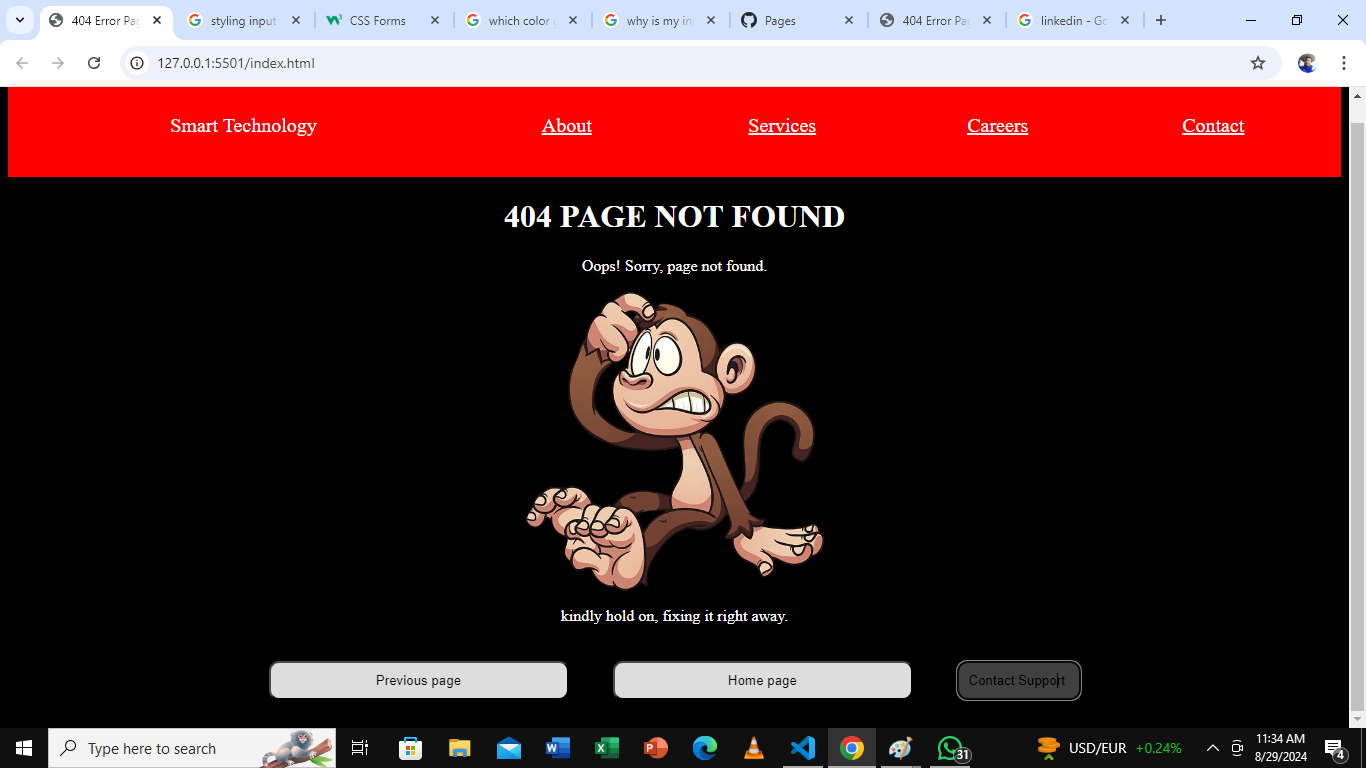 404 Error Pag
styling input
CSS Forms
which color g
why is my inp
Pages
404 Error Pag
linkedin - Go
127.0.0.1:5501/index.html
Smart Technology About Services Careers Contact
404 PAGE NOT FOUND
Oops! Sorry, page not found.
kindly hold on, fixing it right away.
Previous page Home page Contact Support
Type here to search
USD/EUR +0.24%
31
11:34 AM
8/29/2024
4